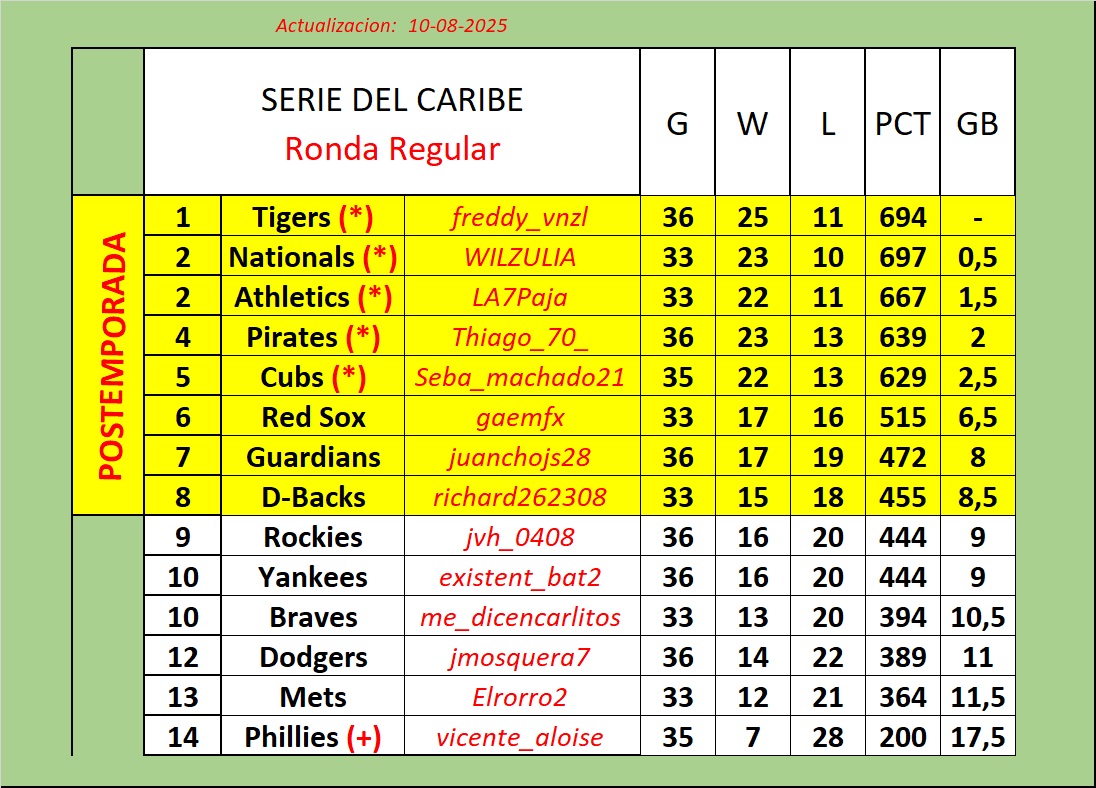 Actualizacion: 10-08-2025
SERIE DEL CARIBE
Ronda Regular
G W L PCT GB
POSTEMPORADA
1 Tigers (*) freddy_vnzl 36 25 11 694 -
2 Nationals (*) WILZULIA 33 23 10 697 0,5
2 Athletics (*) LA7Paja 33 22 11 667 1,5
4 Pirates (*) Thiago_70_ 36 23 13 639 2
5 Cubs (*) Seba_machado21 35 22 13 629 2,5
6 Red Sox gaemfx 33 17 16 515 6,5
7 Guardians juanchojs28 36 17 19 472 8
8 D-Backs richard262308 33 15 18 455 8,5
9 Rockies jvh_0408 36 16 20 444 9
10 Yankees existent_bat2 36 16 20 444 9
10 Braves me_dicencarlitos 33 13 20 394 10,5
12 Dodgers jmosquera7 36 14 22 389 11
13 Mets Elrorro2 33 12 21 364 11,5
14 Phillies (+) vicente_aloise 35 7 28 200 17,5